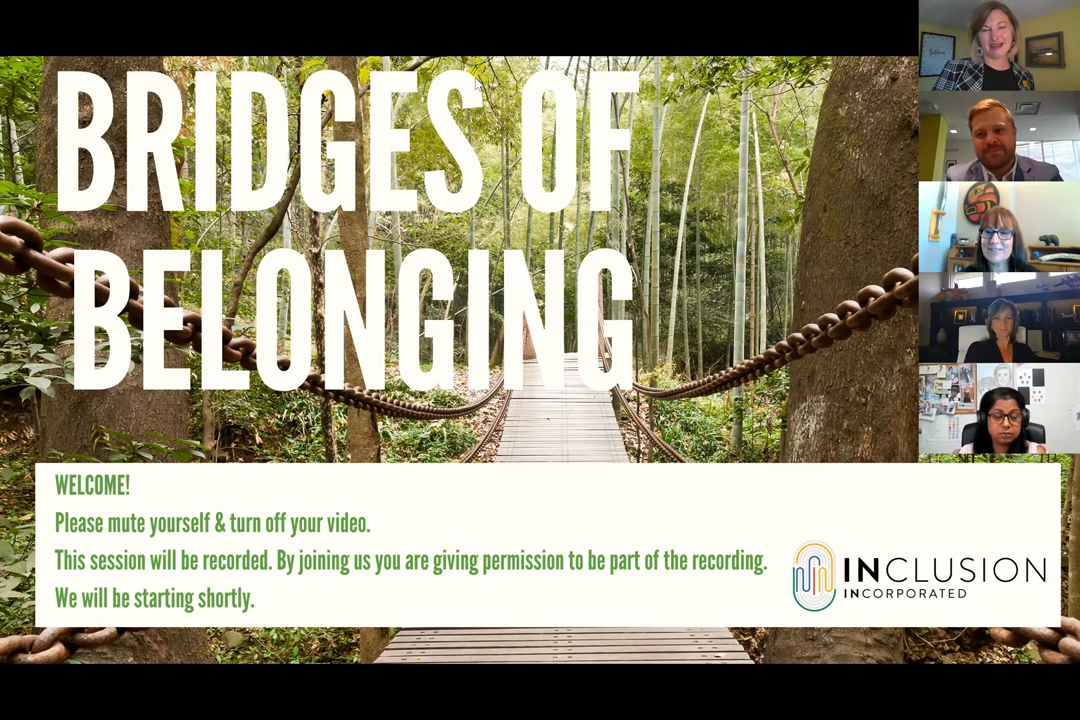 BRIDGES OF
BELONGING
WELCOME!
Please mute yourself & turn off your video.
This session will be recorded. By joining us you are giving permission to be part of the recording.
We will be starting shortly.
INCLUSION
INCORPORATED